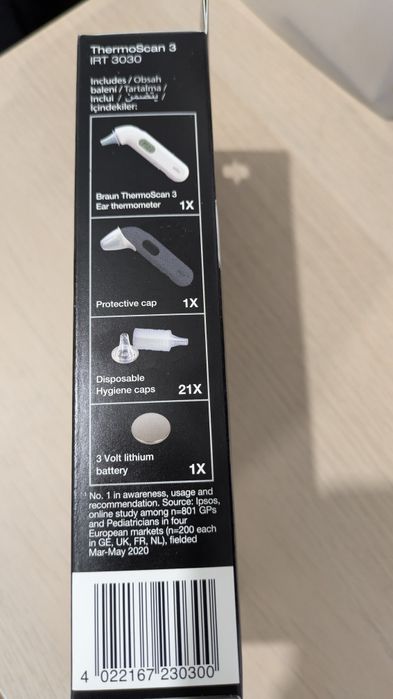 ThermoScan 3
IRT 3030
Includes / Obsah
baleni / Tartalma /
Inclui / يتضمن /
İçindekiler:
Braun ThermoScan 3
Ear thermometer 1X
Protective cap 1X
Disposable
Hygiene caps 21X
3 Volt lithium
battery 1X
No. 1 in awareness, usage and
recommendation. Source: Ipsos,
online study among n=801 GPs
and Pediatricians in four
European markets (n=200 each
in GE, UK, FR, NL), fielded
Mar-May 2020
4 022167 230300